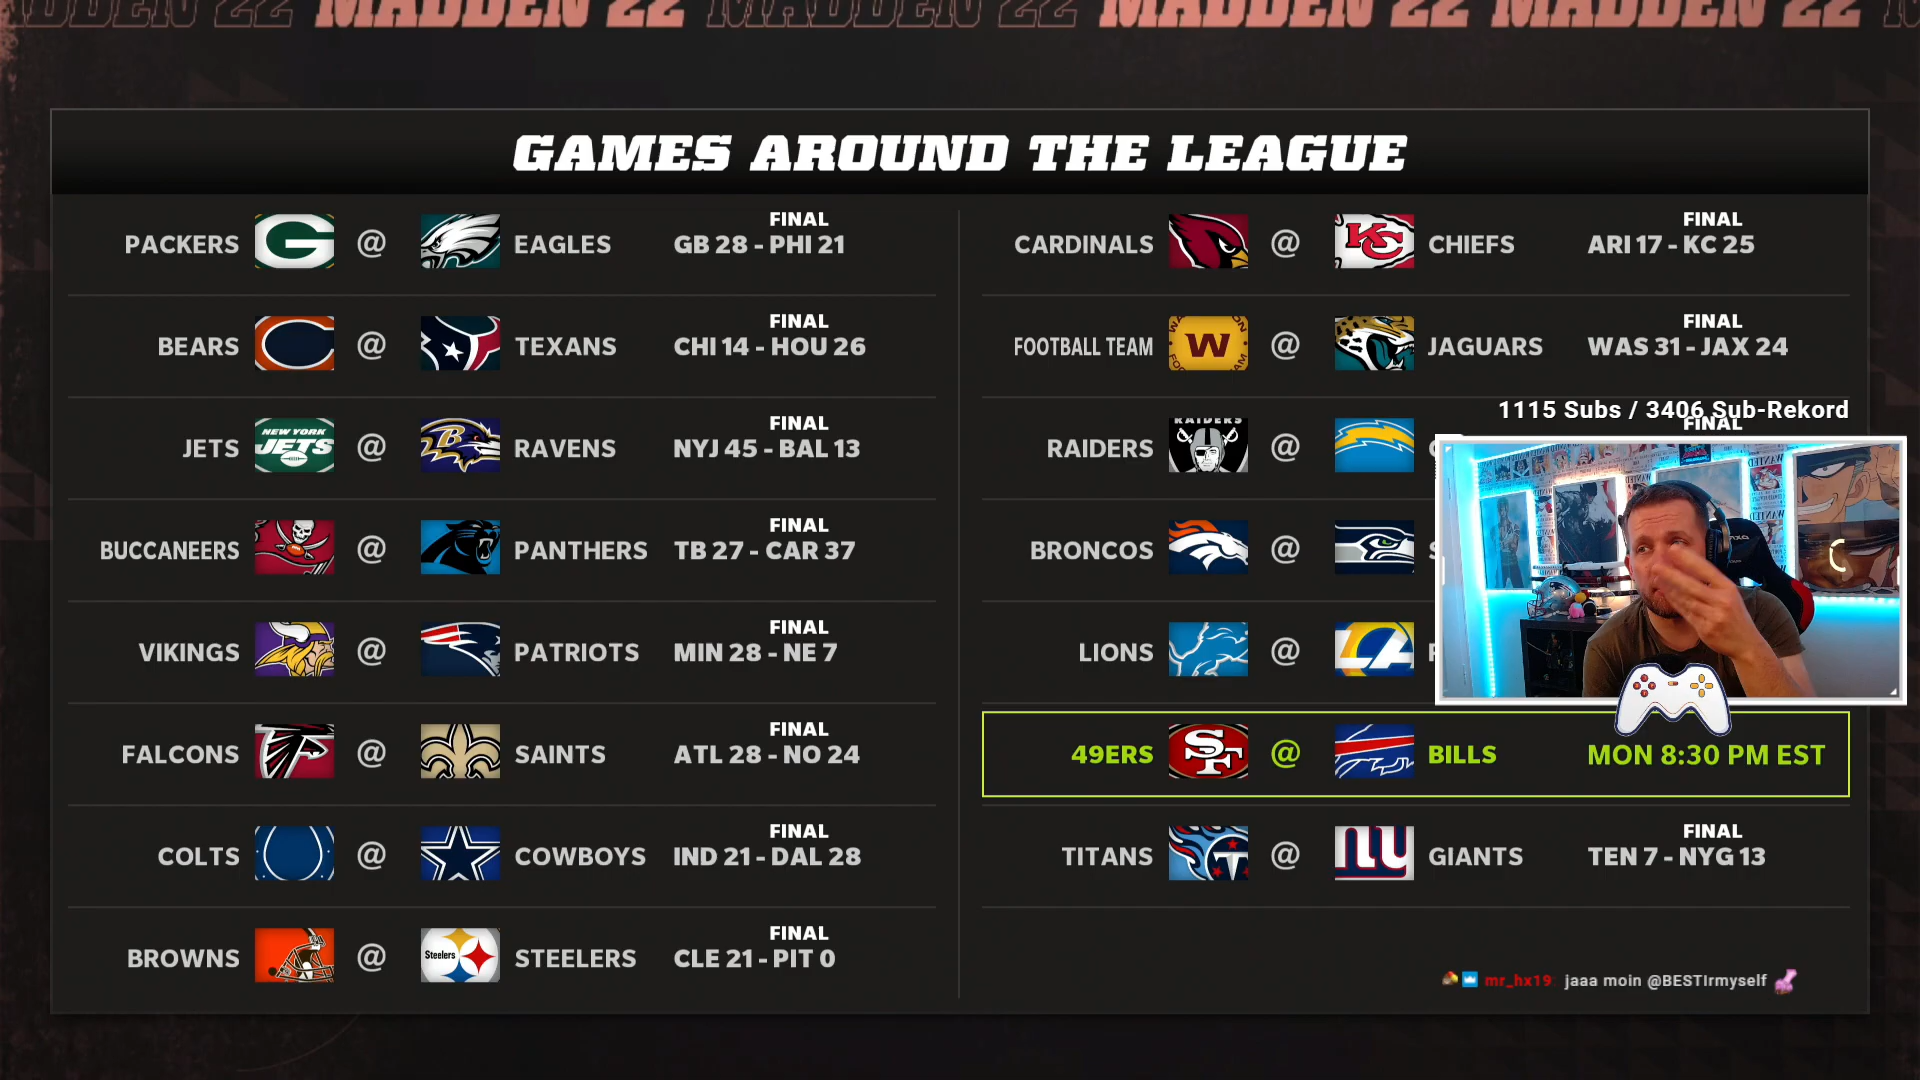 MADDEN 22 MADDEN 22 MADDEN 22 MADDEN 22 MADDEN 22
GAMES AROUND THE LEAGUE
PACKERS @ EAGLES FINAL GB 28 - PHI 21
BEARS @ TEXANS FINAL CHI 14 - HOU 26
NEW YORK JETS
JETS @ RAVENS FINAL NYJ 45 - BAL 13
BUCCANEERS @ PANTHERS FINAL TB 27 - CAR 37
VIKINGS @ PATRIOTS FINAL MIN 28 - NE 7
FALCONS @ SAINTS FINAL ATL 28 - NO 24
COLTS @ COWBOYS FINAL IND 21 - DAL 28
Steelers
BROWNS @ STEELERS FINAL CLE 21 - PIT 0
CARDINALS @ KC CHIEFS FINAL ARI 17 - KC 25
FOOTBALL TEAM W @ JAGUARS FINAL WAS 31 - JAX 24
1115 Subs / 3406 Sub-Rekord
FINAL
RAIDERS RAIDERS @
BRONCOS @
LIONS @
49ERS SF @ BILLS MON 8:30 PM EST
TITANS T @ ny GIANTS FINAL TEN 7 - NYG 13
mr_hx19 jaaa moin @BESTIrmyself